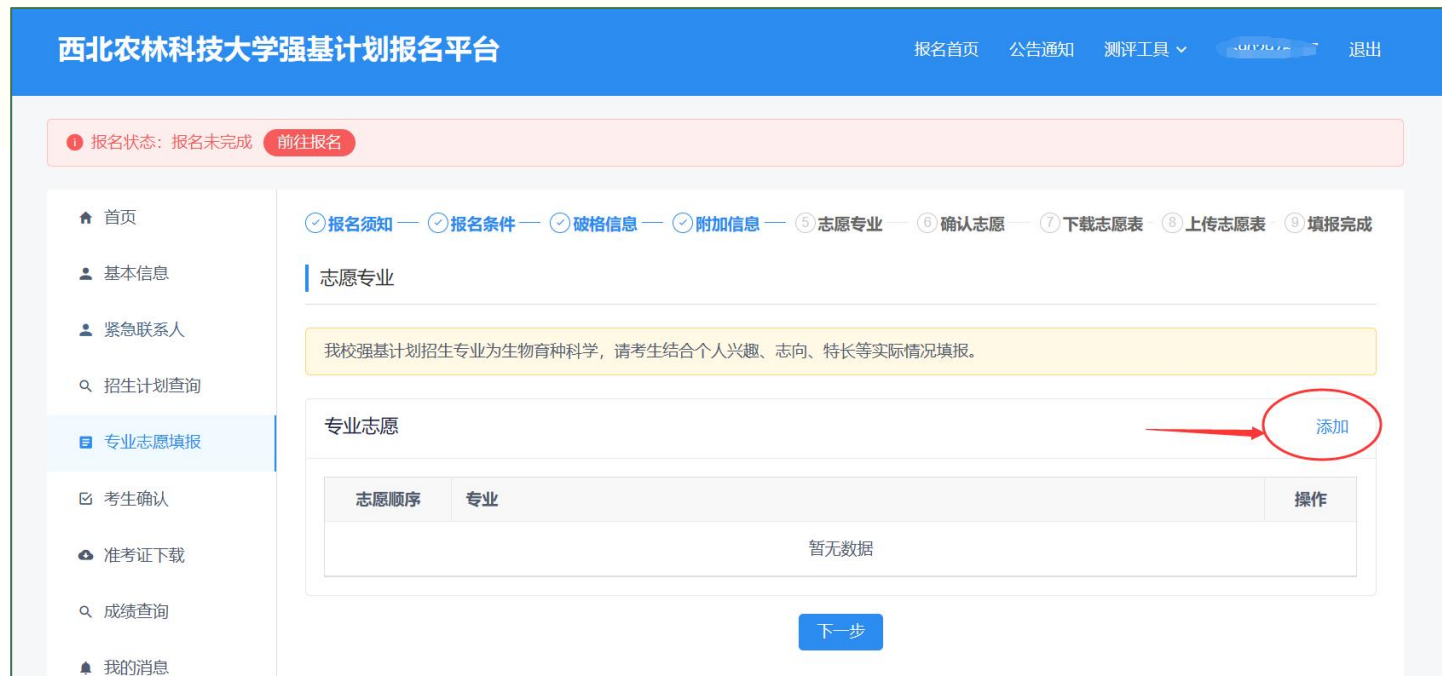 西北农林科技大学强基计划报名平台
报名首页 公告通知 测评工具 退出
报名状态：报名未完成 前往报名
首页
基本信息
紧急联系人
招生计划查询
专业志愿填报
考生确认
准考证下载
成绩查询
我的消息
报名须知 报名条件 破格信息 附加信息 5 志愿专业 6 确认志愿 7 下载志愿表 8 上传志愿表 9 填报完成
志愿专业
我校强基计划招生专业为生物育种科学，请考生结合个人兴趣、志向、特长等实际情况填报。
专业志愿 添加
志愿顺序 专业 操作
暂无数据
下一步